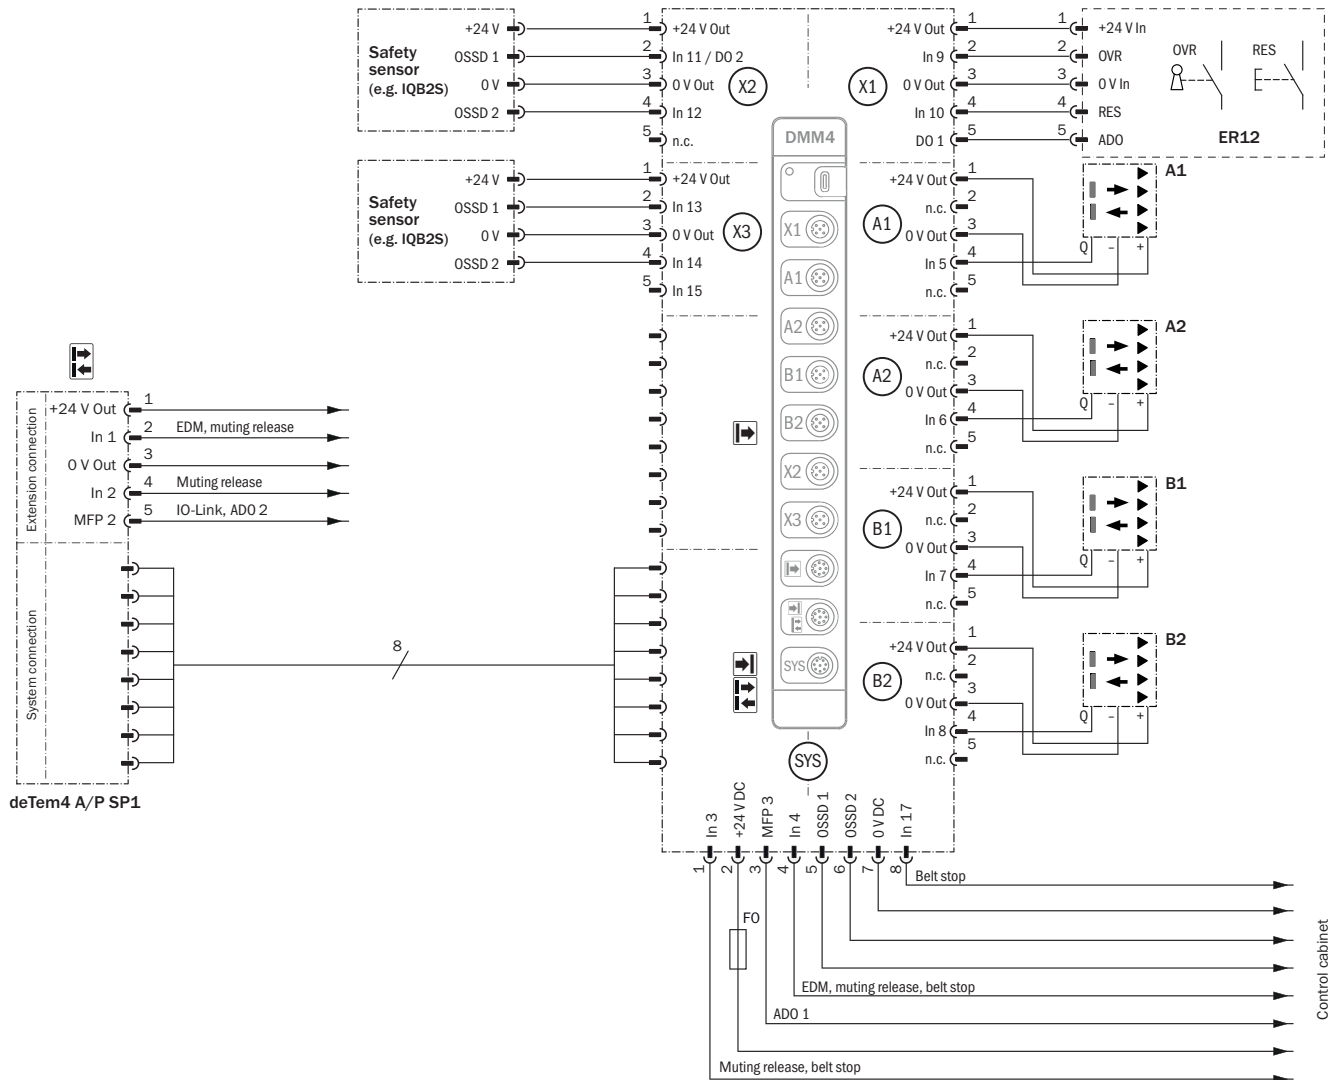 Safety
sensor
(e.g. IQB2S)
+24 V
OSSD 1
0 V
OSSD 2
1 +24 V Out
2 In 11 / DO 2
3 0 V Out
4 In 12
5 n.c.
X2
X1
+24 V Out 1
In 9 2
0 V Out 3
In 10 4
DO 1 5
1 +24 V In
2 OVR
3 0 V In
4 RES
5 ADO
OVR
RES
ER12
Safety
sensor
(e.g. IQB2S)
+24 V
OSSD 1
0 V
OSSD 2
1 +24 V Out
2 In 13
3 0 V Out
4 In 14
5 In 15
X3
DMM4
X1
A1
A2
B1
B2
X2
X3
SYS
A1
+24 V Out 1
n.c. 2
0 V Out 3
In 5 4
n.c. 5
Q – +
A1
A2
+24 V Out 1
n.c. 2
0 V Out 3
In 6 4
n.c. 5
Q – +
A2
B1
+24 V Out 1
n.c. 2
0 V Out 3
In 7 4
n.c. 5
Q – +
B1
B2
+24 V Out 1
n.c. 2
0 V Out 3
In 8 4
n.c. 5
Q – +
B2
Extension connection
+24 V Out 1
In 1 2 EDM, muting release
0 V Out 3
In 2 4 Muting release
MFP 2 5 IO-Link, ADO 2
System connection
8
deTem4 A/P SP1
SYS
In 3
+24 V DC
MFP 3
In 4
OSSD 1
OSSD 2
0 V DC
In 17
1 2 3 4 5 6 7 8
Belt stop
F0
EDM, muting release, belt stop
ADO 1
Muting release, belt stop
Control cabinet